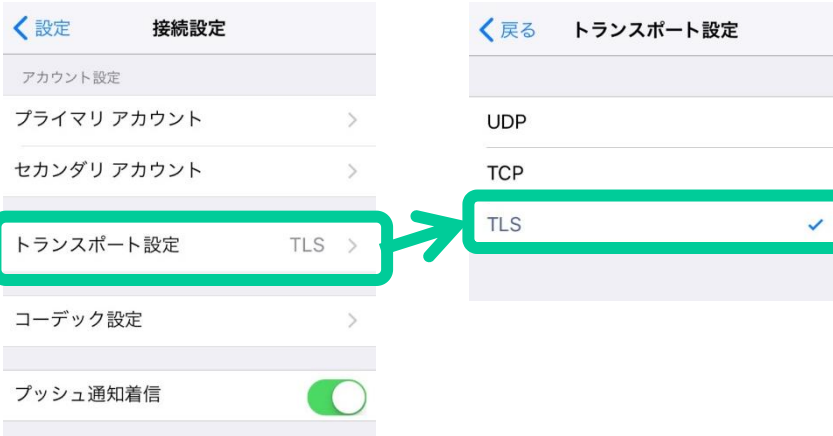 設定
接続設定
アカウント設定
プライマリ アカウント
セカンダリ アカウント
トランスポート設定 TLS
コーデック設定
プッシュ通知着信
戻る
トランスポート設定
UDP
TCP
TLS